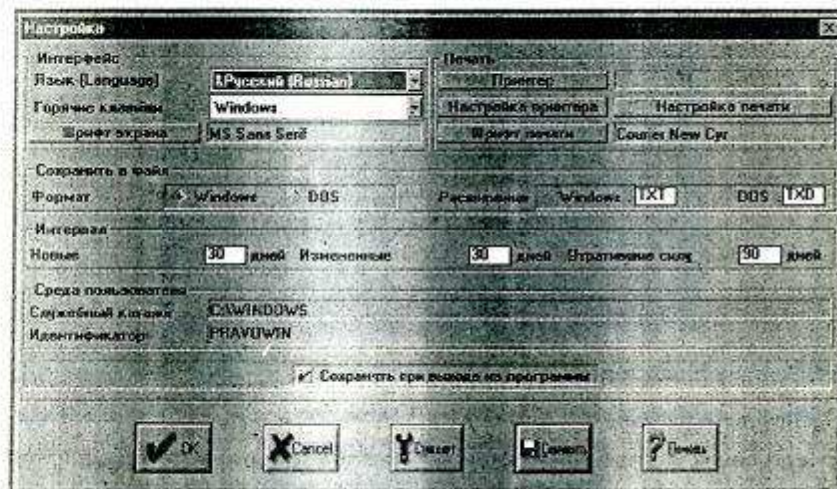 Настройка
Интерфейс
Печать
Язык (Language)
&Русский (Russian)
Принтер
Горячие клавиши
Windows
Настройка принтера
Настройка печати
Шрифт экрана
MS Sans Serif
Шрифт печати
Courier New Cyr
Сохранить в файл
Формат
Windows
DOS
Расширение
Windows
.TXT
DOS
.TXD
Интервал
Новые
30
дней
Измененные
30
дней
Утратившие силу
90
дней
Среда пользователя
Служебный каталог
C:\WINDOWS
Идентификатор
PRAVOWIN
Сохранять при выходе из программы
OK
Cancel
Сохранить
Помощь